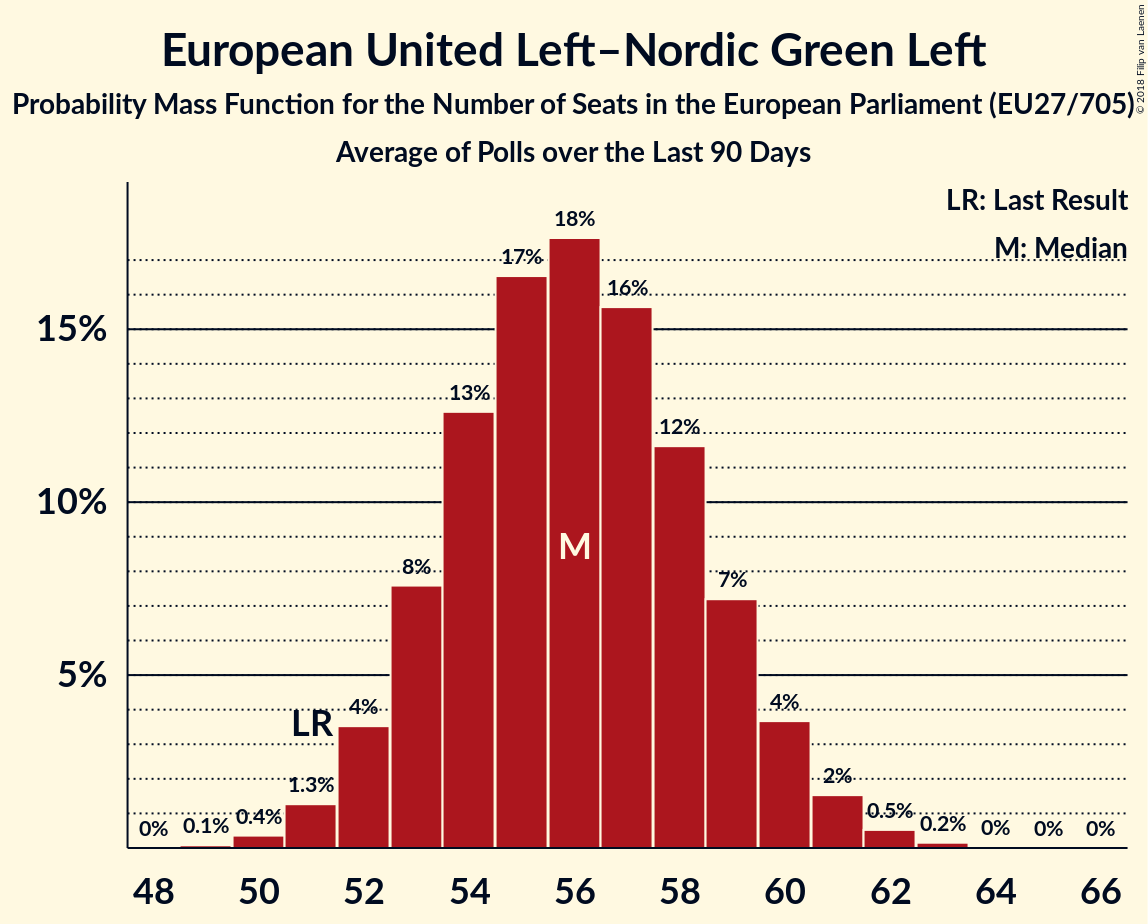 European United Left–Nordic Green Left
Probability Mass Function for the Number of Seats in the European Parliament (EU27/705)
Average of Polls over the Last 90 Days
© 2018 Filip van Laenen
LR: Last Result
M: Median
15%
10%
5%
0%
0.1%
0.4%
1.3%
LR
4%
8%
13%
17%
18%
M
16%
12%
7%
4%
2%
0.5%
0.2%
0%
0%
0%
48 50 52 54 56 58 60 62 64 66